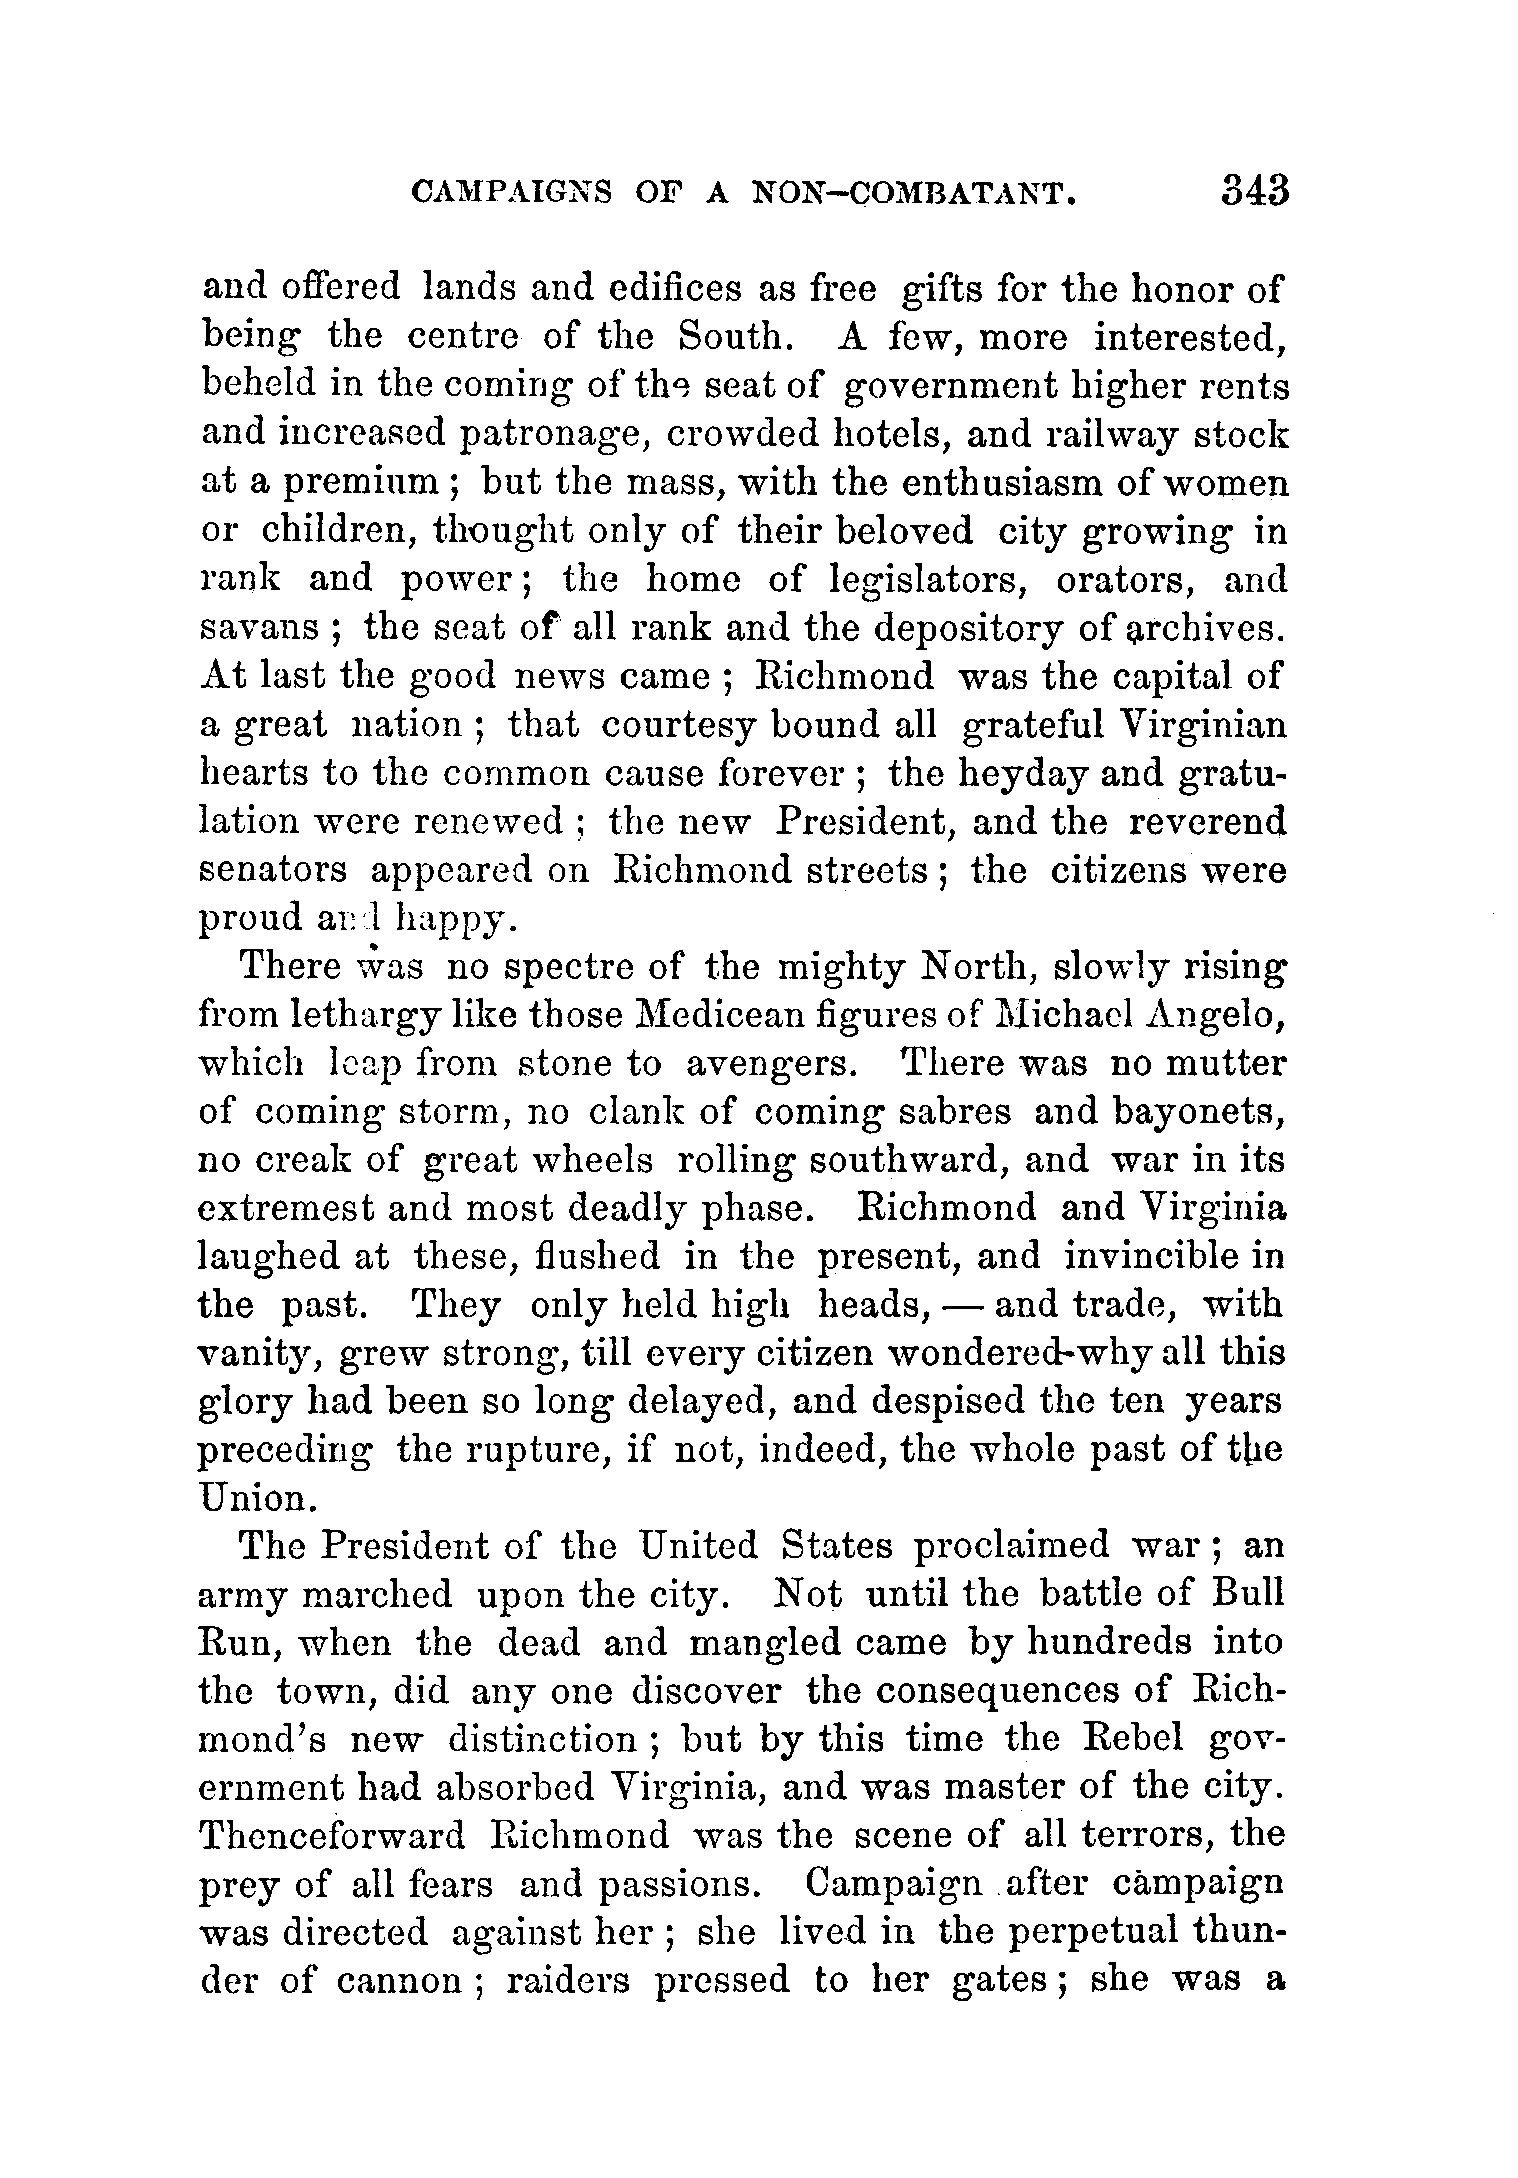 CAMPAIGNS OF A NON-COMBATANT. 343
and offered lands and edifices as free gifts for the honor of
being the centre of the South. A few, more interested,
beheld in the coming of the seat of government higher rents
and increased patronage, crowded hotels, and railway stock
at a premium ; but the mass, with the enthusiasm of women
or children, thought only of their beloved city growing in
rank and power ; the home of legislators, orators, and
savans ; the seat of all rank and the depository of archives.
At last the good news came ; Richmond was the capital of
a great nation ; that courtesy bound all grateful Virginian
hearts to the common cause forever ; the heyday and gratu-
lation were renewed ; the new President, and the reverend
senators appeared on Richmond streets ; the citizens were
proud and happy.
There was no spectre of the mighty North, slowly rising
from lethargy like those Medicean figures of Michael Angelo,
which leap from stone to avengers. There was no mutter
of coming storm, no clank of coming sabres and bayonets,
no creak of great wheels rolling southward, and war in its
extremest and most deadly phase. Richmond and Virginia
laughed at these, flushed in the present, and invincible in
the past. They only held high heads, — and trade, with
vanity, grew strong, till every citizen wondered why all this
glory had been so long delayed, and despised the ten years
preceding the rupture, if not, indeed, the whole past of the
Union.
The President of the United States proclaimed war ; an
army marched upon the city. Not until the battle of Bull
Run, when the dead and mangled came by hundreds into
the town, did any one discover the consequences of Rich-
mond's new distinction ; but by this time the Rebel gov-
ernment had absorbed Virginia, and was master of the city.
Thenceforward Richmond was the scene of all terrors, the
prey of all fears and passions. Campaign after campaign
was directed against her ; she lived in the perpetual thun-
der of cannon ; raiders pressed to her gates ; she was a